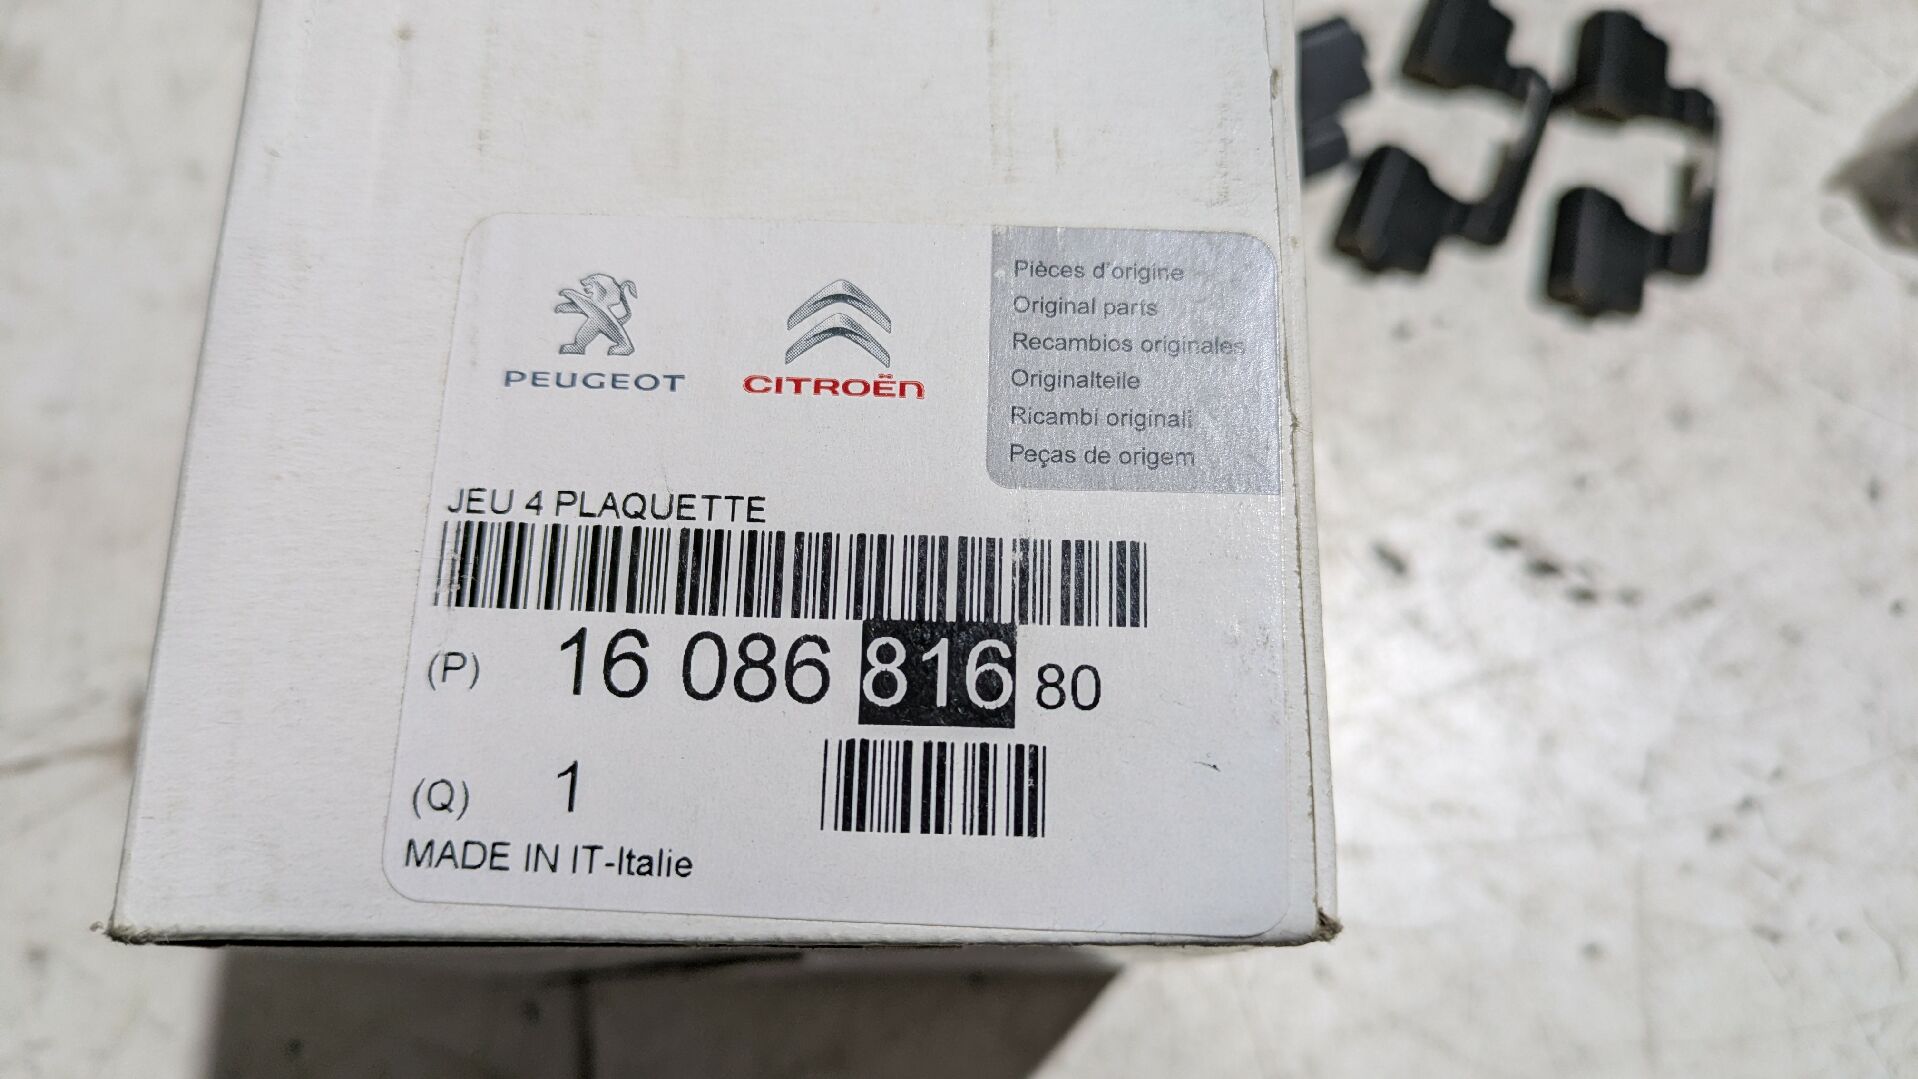 PEUGEOT
CITROËN
Pièces d'origine
Original parts
Recambios originales
Originalteile
Ricambi originali
Peças de origem
JEU 4 PLAQUETTE
(P) 16 086 816 80
(Q) 1
MADE IN IT-Italie